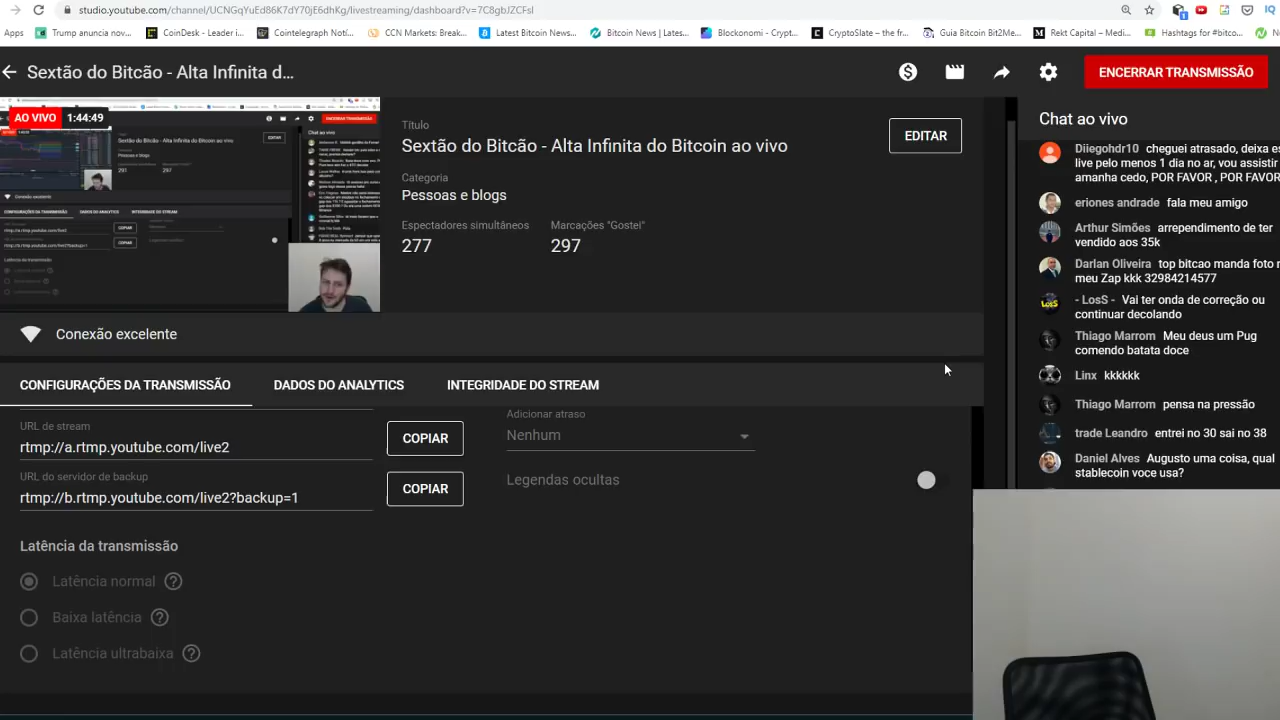 studio.youtube.com/channel/UCNGqYuEd86K7dY70jE6dhKg/livestreaming/dashboard?v=7C8gbJZCFsI
Apps
Trump anuncia nov...
CoinDesk - Leader i...
Cointelegraph Notí...
CCN Markets: Break...
Latest Bitcoin News...
Bitcoin News | Lates...
Blockonomi - Crypto...
CryptoSlate – the fr...
Guia Bitcoin Bit2Me...
Rekt Capital – Medi...
Hashtags for #bitco...
Sextão do Bitcão - Alta Infinita d...
ENCERRAR TRANSMISSÃO
AO VIVO 1:44:49
Título
Sextão do Bitcão - Alta Infinita do Bitcoin ao vivo
EDITAR
Categoria
Pessoas e blogs
Espectadores simultâneos
Marcações "Gostei"
277
297
Conexão excelente
CONFIGURAÇÕES DA TRANSMISSÃO
DADOS DO ANALYTICS
INTEGRIDADE DO STREAM
URL de stream
rtmp://a.rtmp.youtube.com/live2
COPIAR
URL do servidor de backup
rtmp://b.rtmp.youtube.com/live2?backup=1
COPIAR
Adicionar atraso
Nenhum
Legendas ocultas
Latência da transmissão
Latência normal
Baixa latência
Latência ultrabaixa
Chat ao vivo
Diiegohdr10 cheguei atrasado, deixa es
live pelo menos 1 dia no ar, vou assistir
amanha cedo, POR FAVOR , POR FAVOR
eriones andrade fala meu amigo
Arthur Simões arrependimento de ter
vendido aos 35k
Darlan Oliveira top bitcao manda foto n
meu Zap kkk 32984214577
- LosS - Vai ter onda de correção ou
continuar decolando
Thiago Marrom Meu deus um Pug
comendo batata doce
Linx kkkkkk
Thiago Marrom pensa na pressão
trade Leandro entrei no 30 sai no 38
Daniel Alves Augusto uma coisa, qual
stablecoin voce usa?